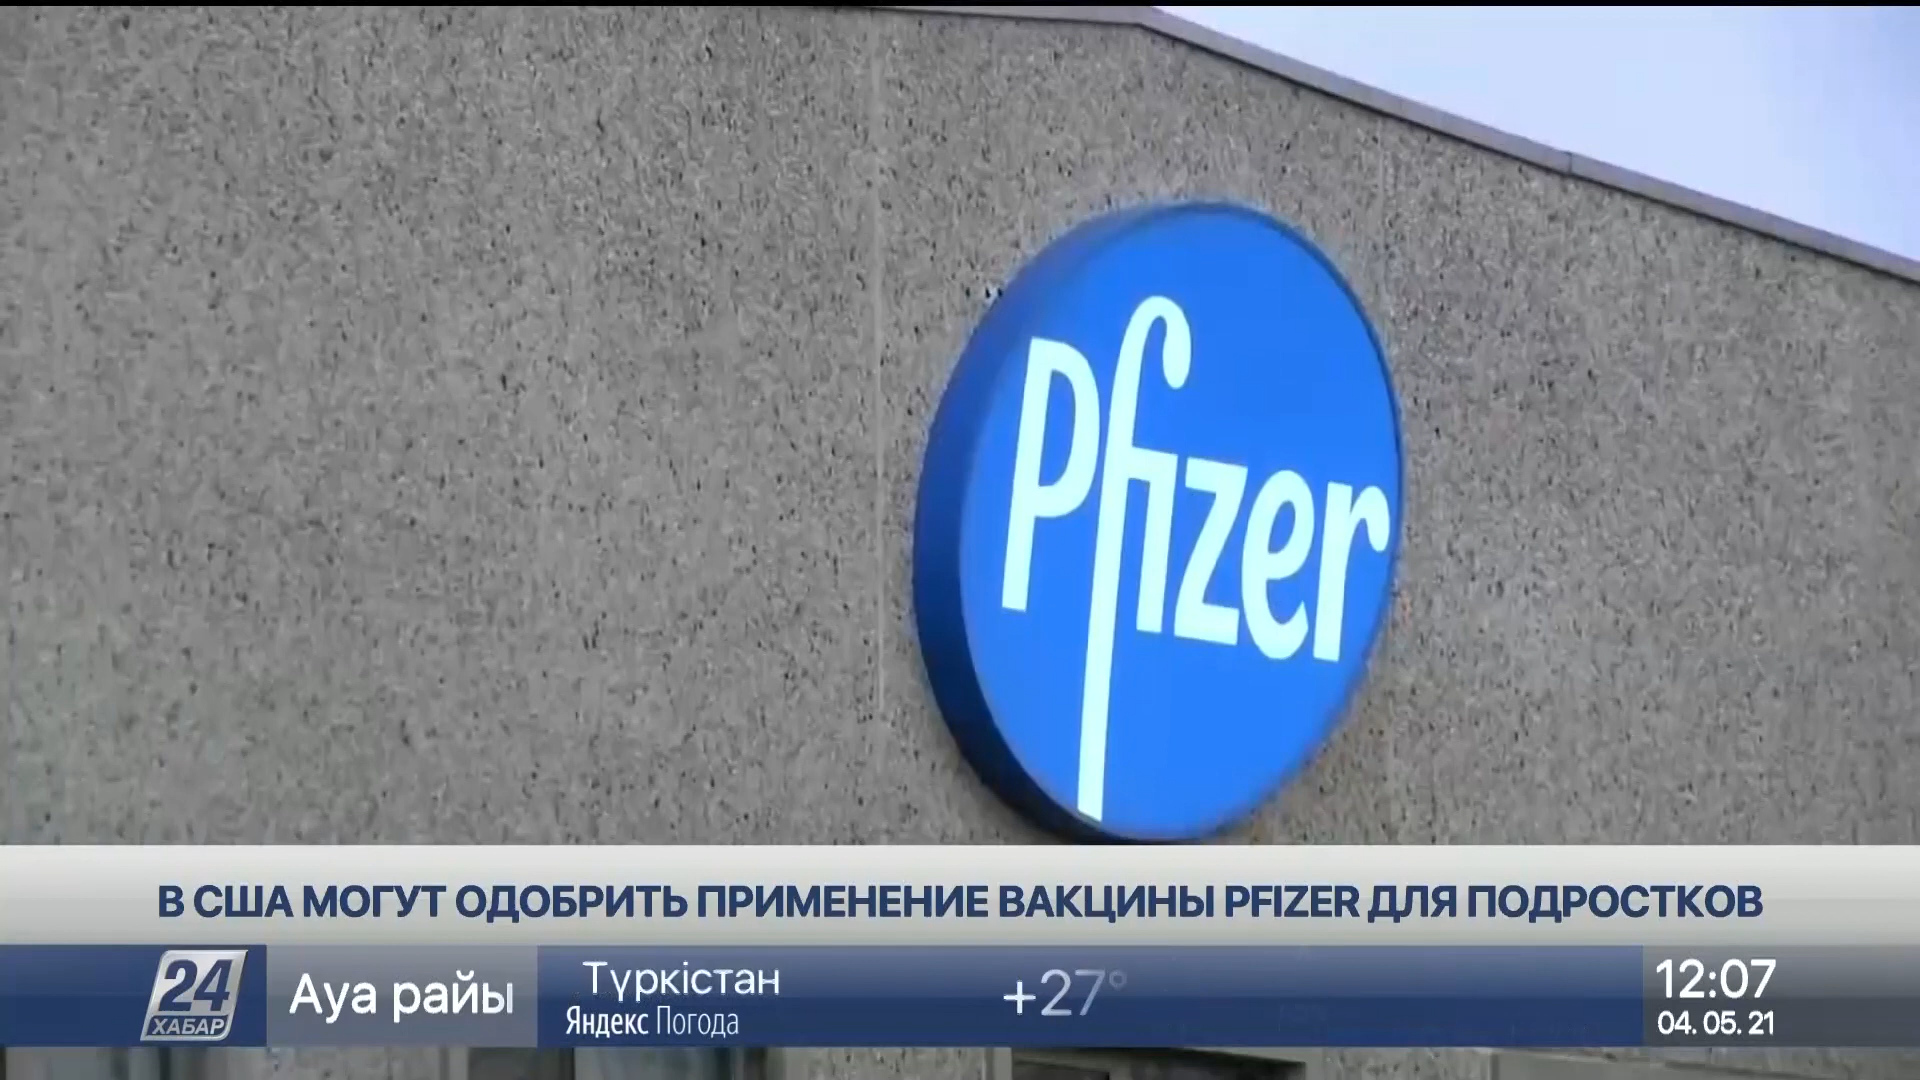 Pfizer
В США МОГУТ ОДОБРИТЬ ПРИМЕНЕНИЕ ВАКЦИНЫ PFIZER ДЛЯ ПОДРОСТКОВ
24
ХАБАР
Ауа райы
Түркістан
Яндекс Погода
+27°
12:07
04. 05. 21